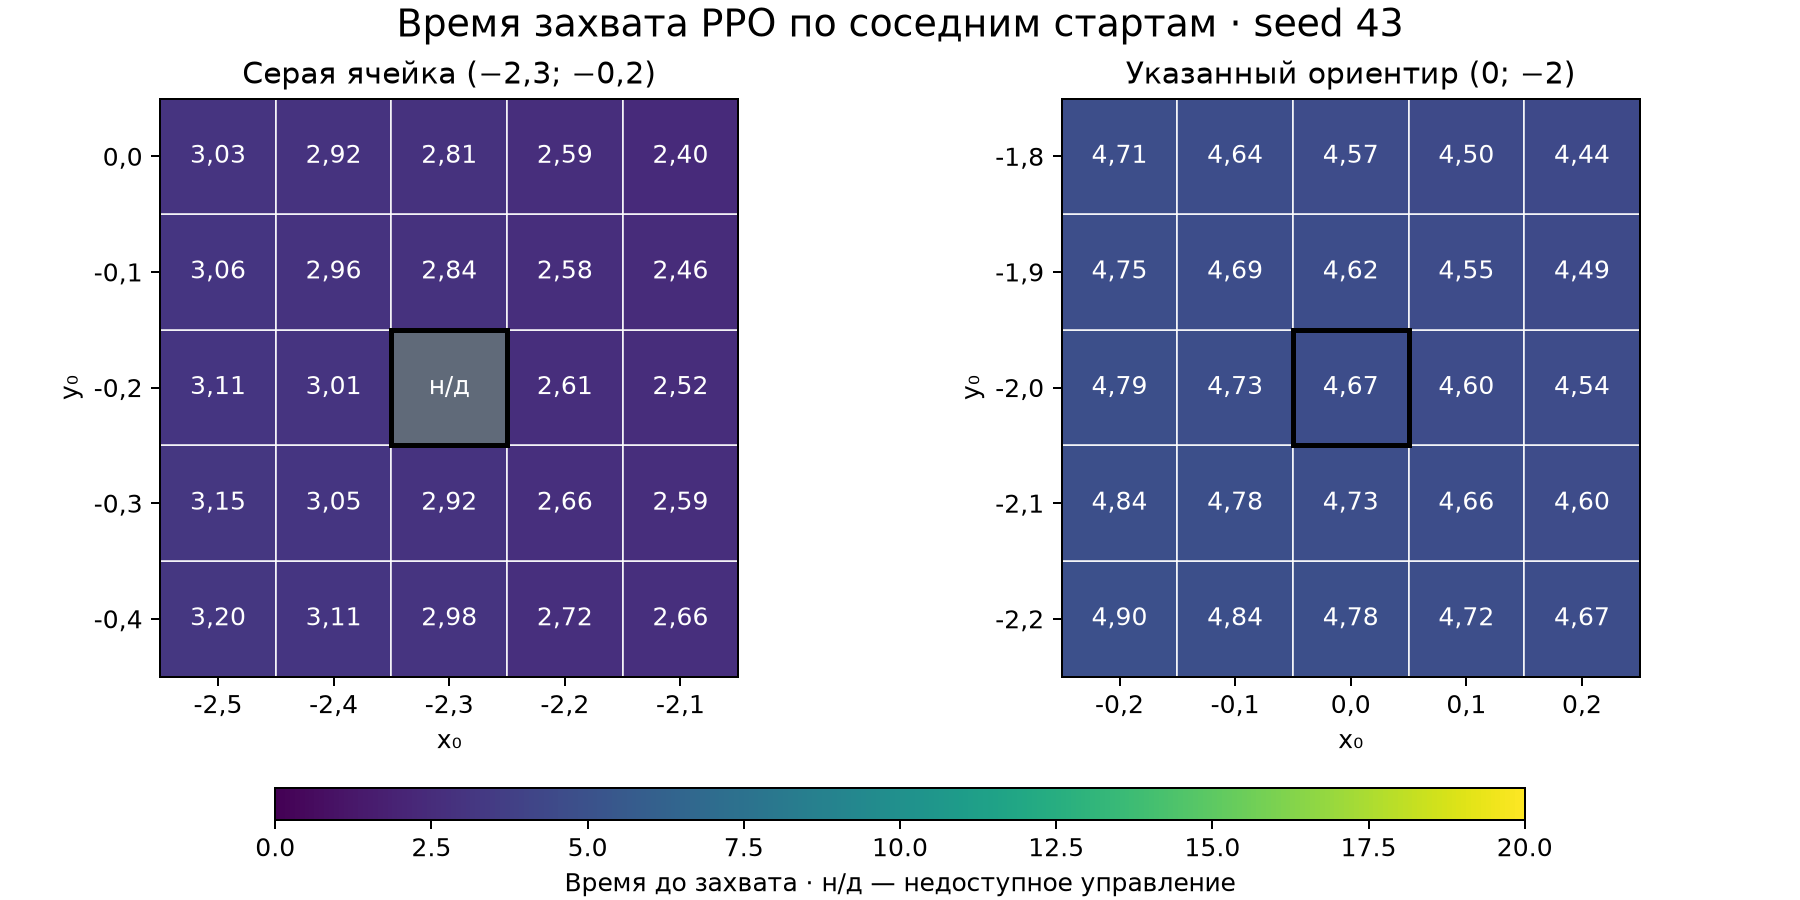 Время захвата PPO по соседним стартам · seed 43
Серая ячейка (−2,3; −0,2)
0,0 3,03 2,92 2,81 2,59 2,40
-0,1 3,06 2,96 2,84 2,58 2,46
y₀ -0,2 3,11 3,01 н/д 2,61 2,52
-0,3 3,15 3,05 2,92 2,66 2,59
-0,4 3,20 3,11 2,98 2,72 2,66
-2,5 -2,4 -2,3 -2,2 -2,1
x₀
Указанный ориентир (0; −2)
-1,8 4,71 4,64 4,57 4,50 4,44
-1,9 4,75 4,69 4,62 4,55 4,49
y₀ -2,0 4,79 4,73 4,67 4,60 4,54
-2,1 4,84 4,78 4,73 4,66 4,60
-2,2 4,90 4,84 4,78 4,72 4,67
-0,2 -0,1 0,0 0,1 0,2
x₀
0.0 2.5 5.0 7.5 10.0 12.5 15.0 17.5 20.0
Время до захвата · н/д — недоступное управление